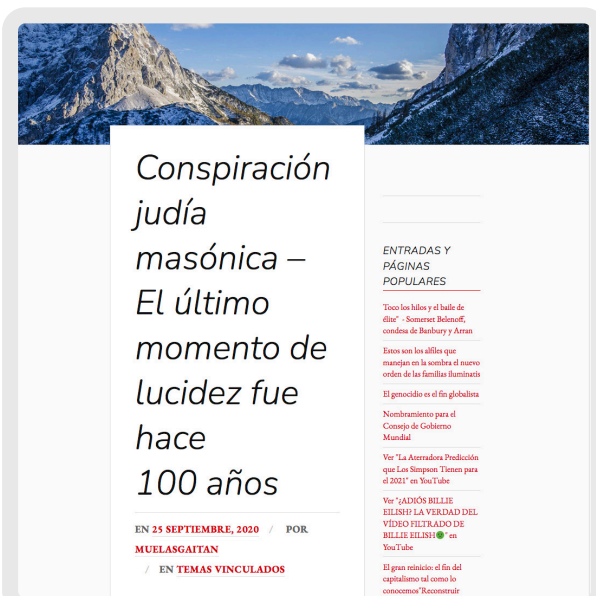 Conspiración
judía
masónica –
El último
momento de
lucidez fue
hace
100 años
EN 25 SEPTIEMBRE, 2020 / POR
MUELASGAITAN
/ EN TEMAS VINCULADOS
ENTRADAS Y
PÁGINAS
POPULARES
Toco los hilos y el baile de
élite" - Somerset Belenoff,
condesa de Banbury y Arran
Estos son los alfiles que
manejan en la sombra el nuevo
orden de las familias iluminatis
El genocidio es el fin globalista
Nombramiento para el
Consejo de Gobierno
Mundial
Ver "La Aterradora Predicción
que Los Simpson Tienen para
el 2021" en YouTube
Ver "¿ADIÓS BILLIE
EILISH? LA VERDAD DEL
VÍDEO FILTRADO DE
BILLIE EILISH🤢" en
YouTube
El gran reinicio: el fin del
capitalismo tal como lo
conocemos"Reconstruir